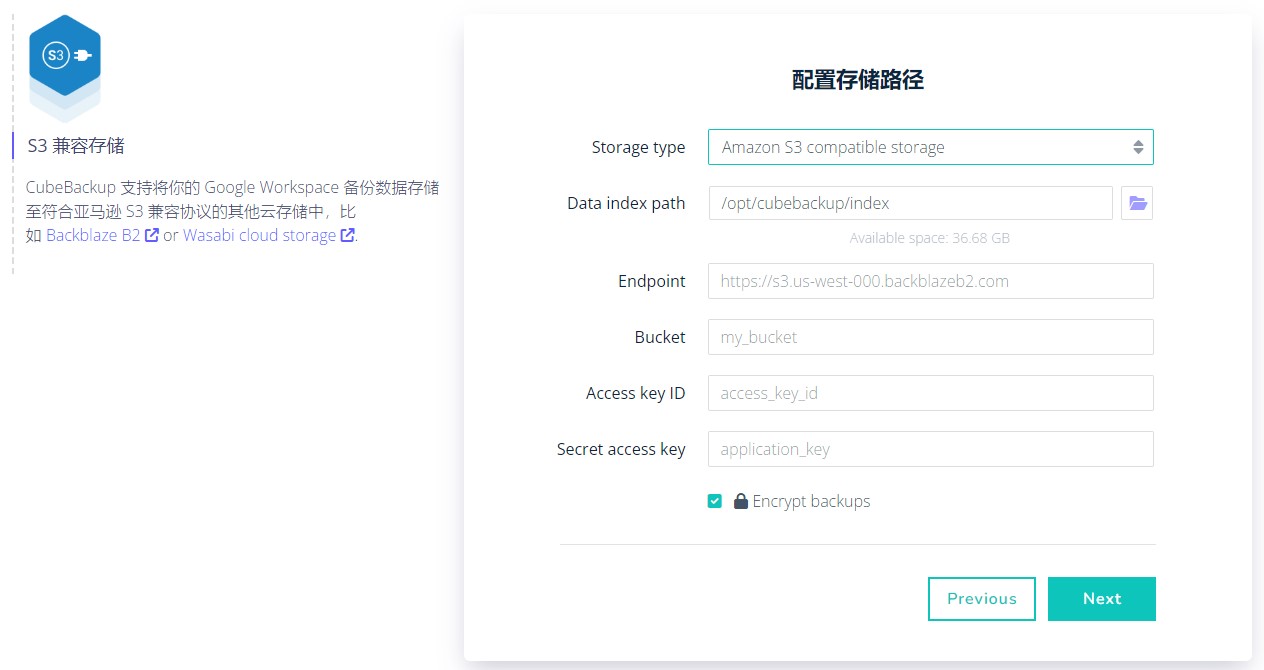 S3
S3 兼容存储
CubeBackup 支持将你的 Google Workspace 备份数据存储
至符合亚马逊 S3 兼容协议的其他云存储中，比
如 Backblaze B2 or Wasabi cloud storage.
配置存储路径
Storage type
Amazon S3 compatible storage
Data index path
/opt/cubebackup/index
Available space: 36.68 GB
Endpoint
https://s3.us-west-000.backblazeb2.com
Bucket
my_bucket
Access key ID
access_key_id
Secret access key
application_key
Encrypt backups
Previous
Next